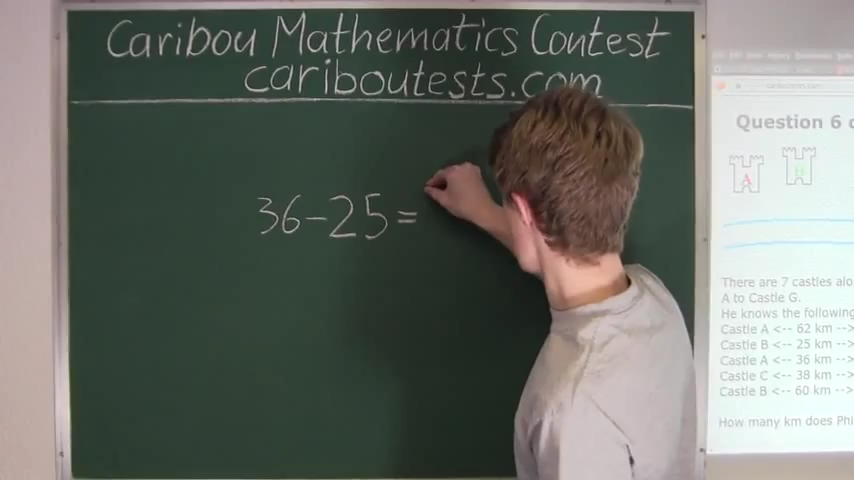 Caribou Mathematics Contest
cariboutests.com
36-25=
Question 6
A
There are 7 castles
A to Castle G.
He knows the following
Castle A <-- 62 km -->
Castle B <-- 25 km -->
Castle A <-- 36 km -->
Castle C <-- 38 km -->
Castle B <-- 60 km -->
How many km does